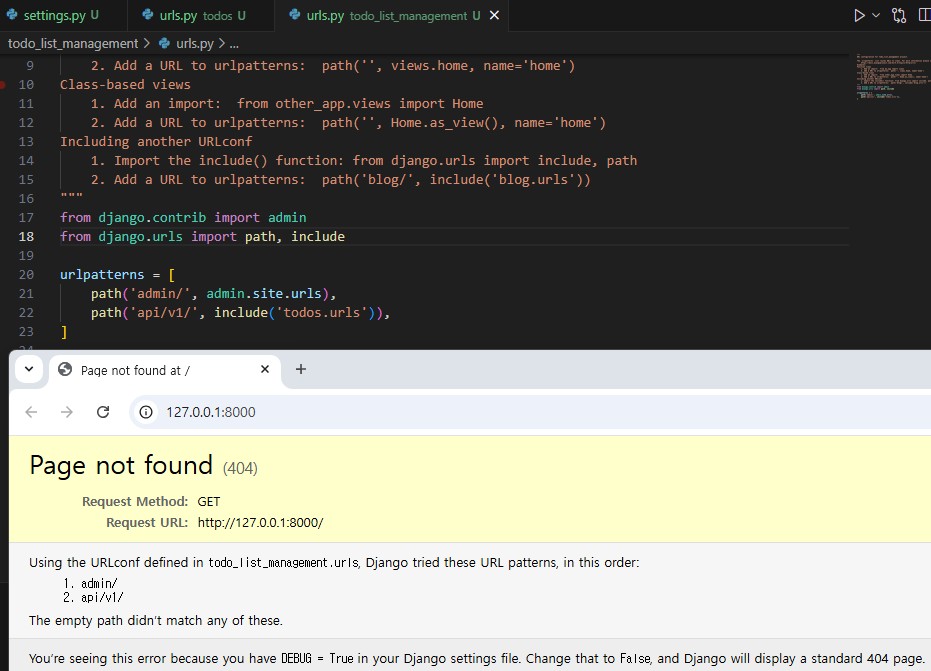 settings.py U
urls.py todos U
urls.py todo_list_management U
todo_list_management > urls.py > ...
9 2. Add a URL to urlpatterns:  path('', views.home, name='home')
10 Class-based views
11 1. Add an import:  from other_app.views import Home
12 2. Add a URL to urlpatterns:  path('', Home.as_view(), name='home')
13 Including another URLconf
14 1. Import the include() function: from django.urls import include, path
15 2. Add a URL to urlpatterns:  path('blog/', include('blog.urls'))
16 """
17 from django.contrib import admin
18 from django.urls import path, include
19
20 urlpatterns = [
21 path('admin/', admin.site.urls),
22 path('api/v1/', include('todos.urls')),
23 ]
24
Page not found at /
127.0.0.1:8000
Page not found (404)
Request Method: GET
Request URL: http://127.0.0.1:8000/
Using the URLconf defined in todo_list_management.urls, Django tried these URL patterns, in this order:
1. admin/
2. api/v1/
The empty path didn't match any of these.
You're seeing this error because you have DEBUG = True in your Django settings file. Change that to False, and Django will display a standard 404 page.